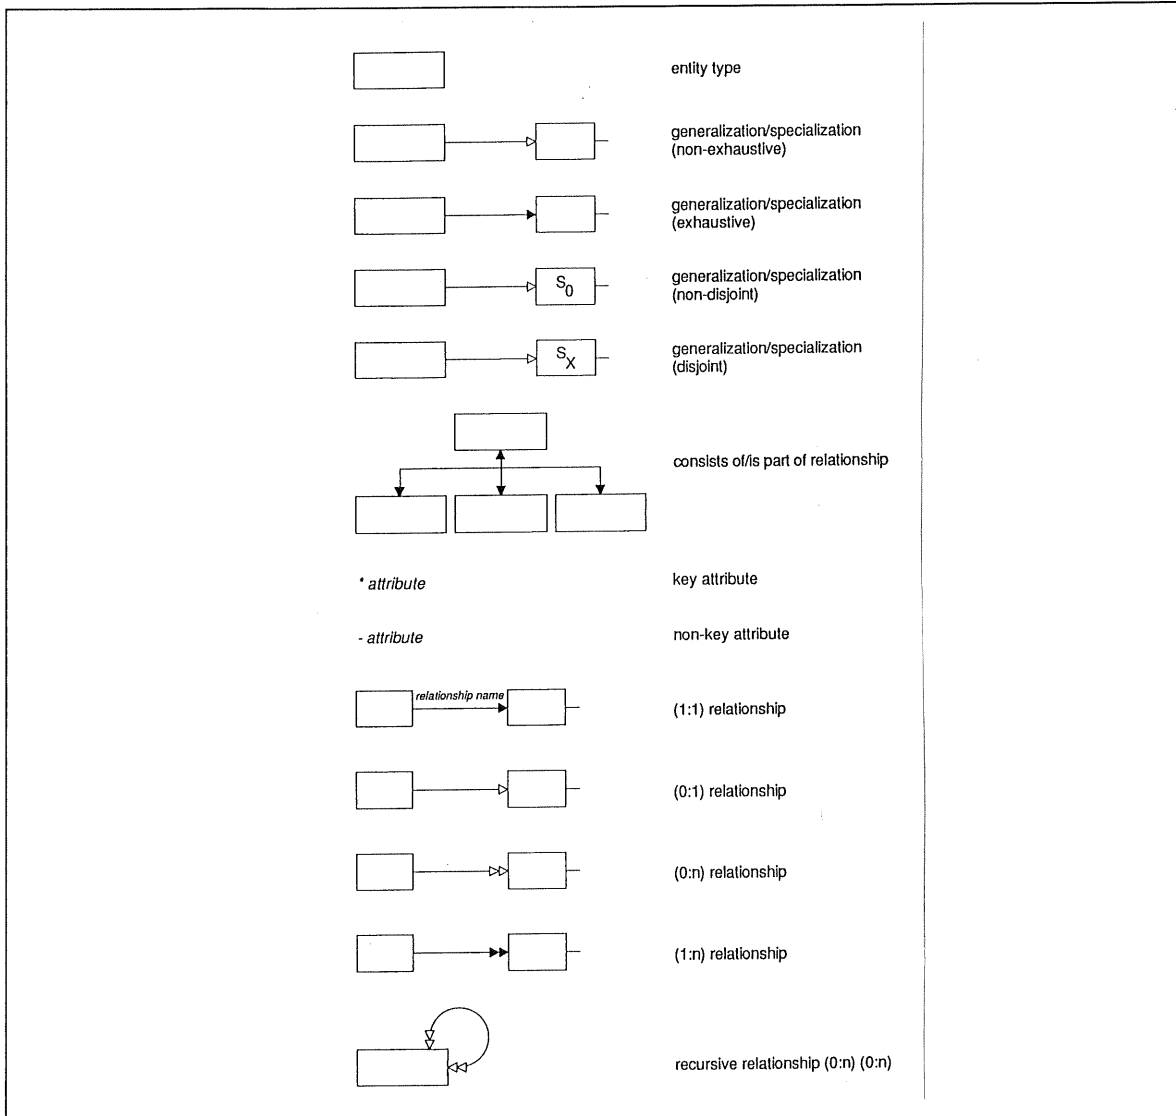 entity type
generalization/specialization
(non-exhaustive)
generalization/specialization
(exhaustive)
S0
generalization/specialization
(non-disjoint)
SX
generalization/specialization
(disjoint)
consists of/is part of relationship
* attribute
key attribute
- attribute
non-key attribute
relationship name
(1:1) relationship
(0:1) relationship
(0:n) relationship
(1:n) relationship
recursive relationship (0:n) (0:n)